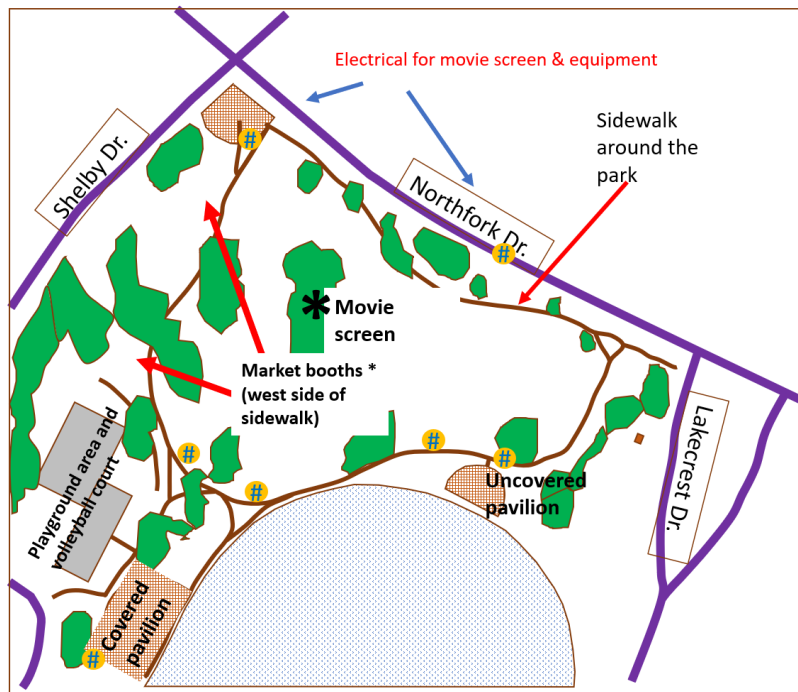 Electrical for movie screen & equipment
Sidewalk
around the
park
#
Shelby Dr.
Northfork Dr.
#
* Movie
screen
Market booths *
(west side of
sidewalk)
Lakecrest Dr.
Playground area and
volleyball court
#
#
#
#
Uncovered
pavilion
Covered
pavilion
#